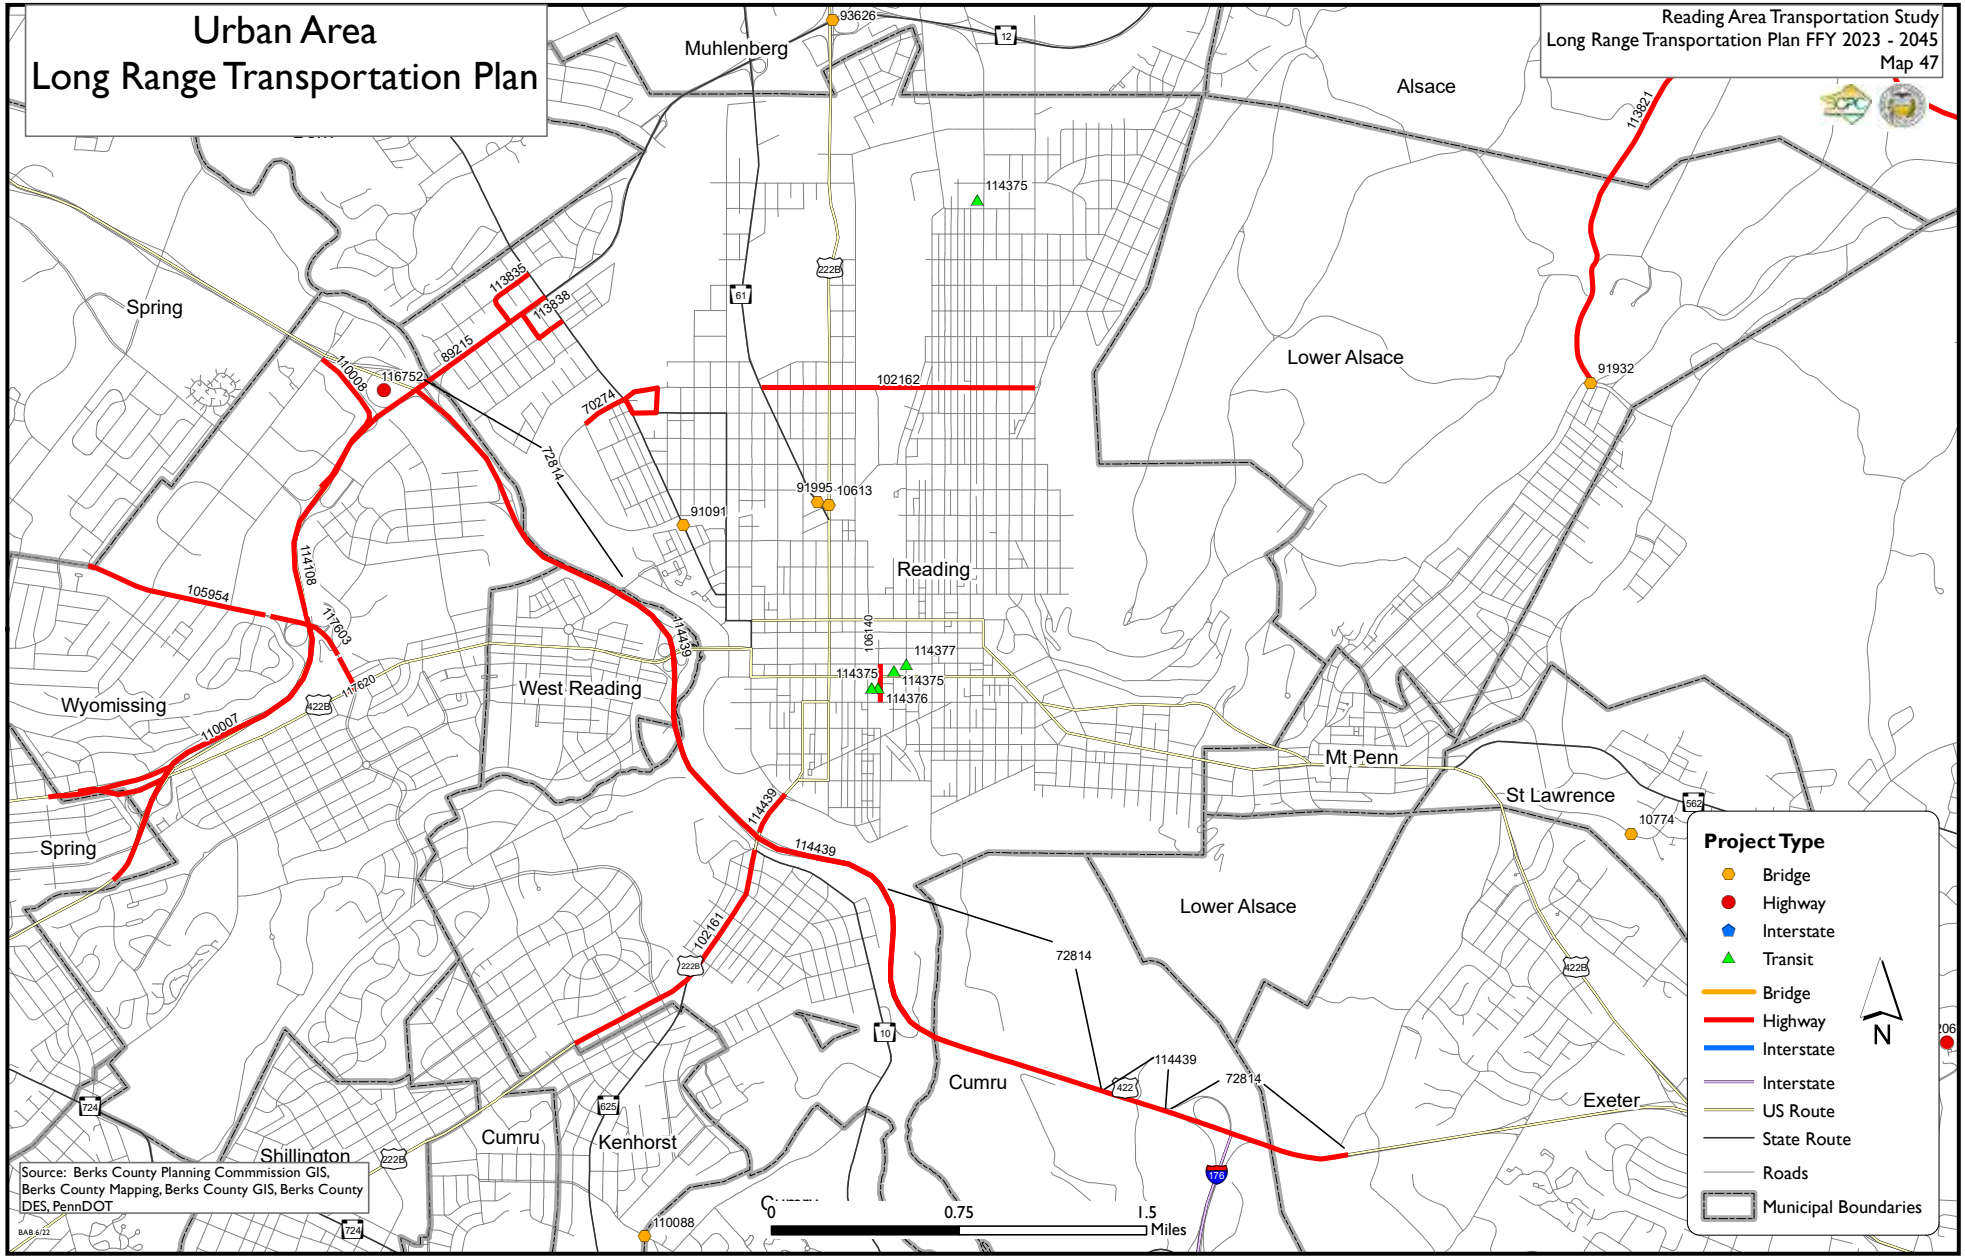 Urban Area
Long Range Transportation Plan
Reading Area Transportation Study
Long Range Transportation Plan FFY 2023 - 2045
Map 47
93626
12
Muhlenberg
Alsace
113821
114375
Spring
222B
61
113835
113838
89215
110008
116752
102162
70274
Lower Alsace
91932
72814
91995
10613
91091
114108
Reading
105954
117603
114439
106140
114377
114375
114375
114376
West Reading
117620
422B
Wyomissing
110007
Mt Penn
St Lawrence
562
10774
114439
114439
Spring
Lower Alsace
102161
222B
72814
422B
10
206
114439
422
72814
Cumru
Exeter
724
625
Cumru
Kenhorst
Shillington
222B
176
724
110088
Cumru
Project Type
Bridge
Highway
Interstate
Transit
Bridge
Highway
Interstate
Interstate
US Route
State Route
Roads
Municipal Boundaries
N
Source: Berks County Planning Commmission GIS,
Berks County Mapping, Berks County GIS, Berks County
DES, PennDOT
BAB 6/22
0 0.75 1.5
Miles